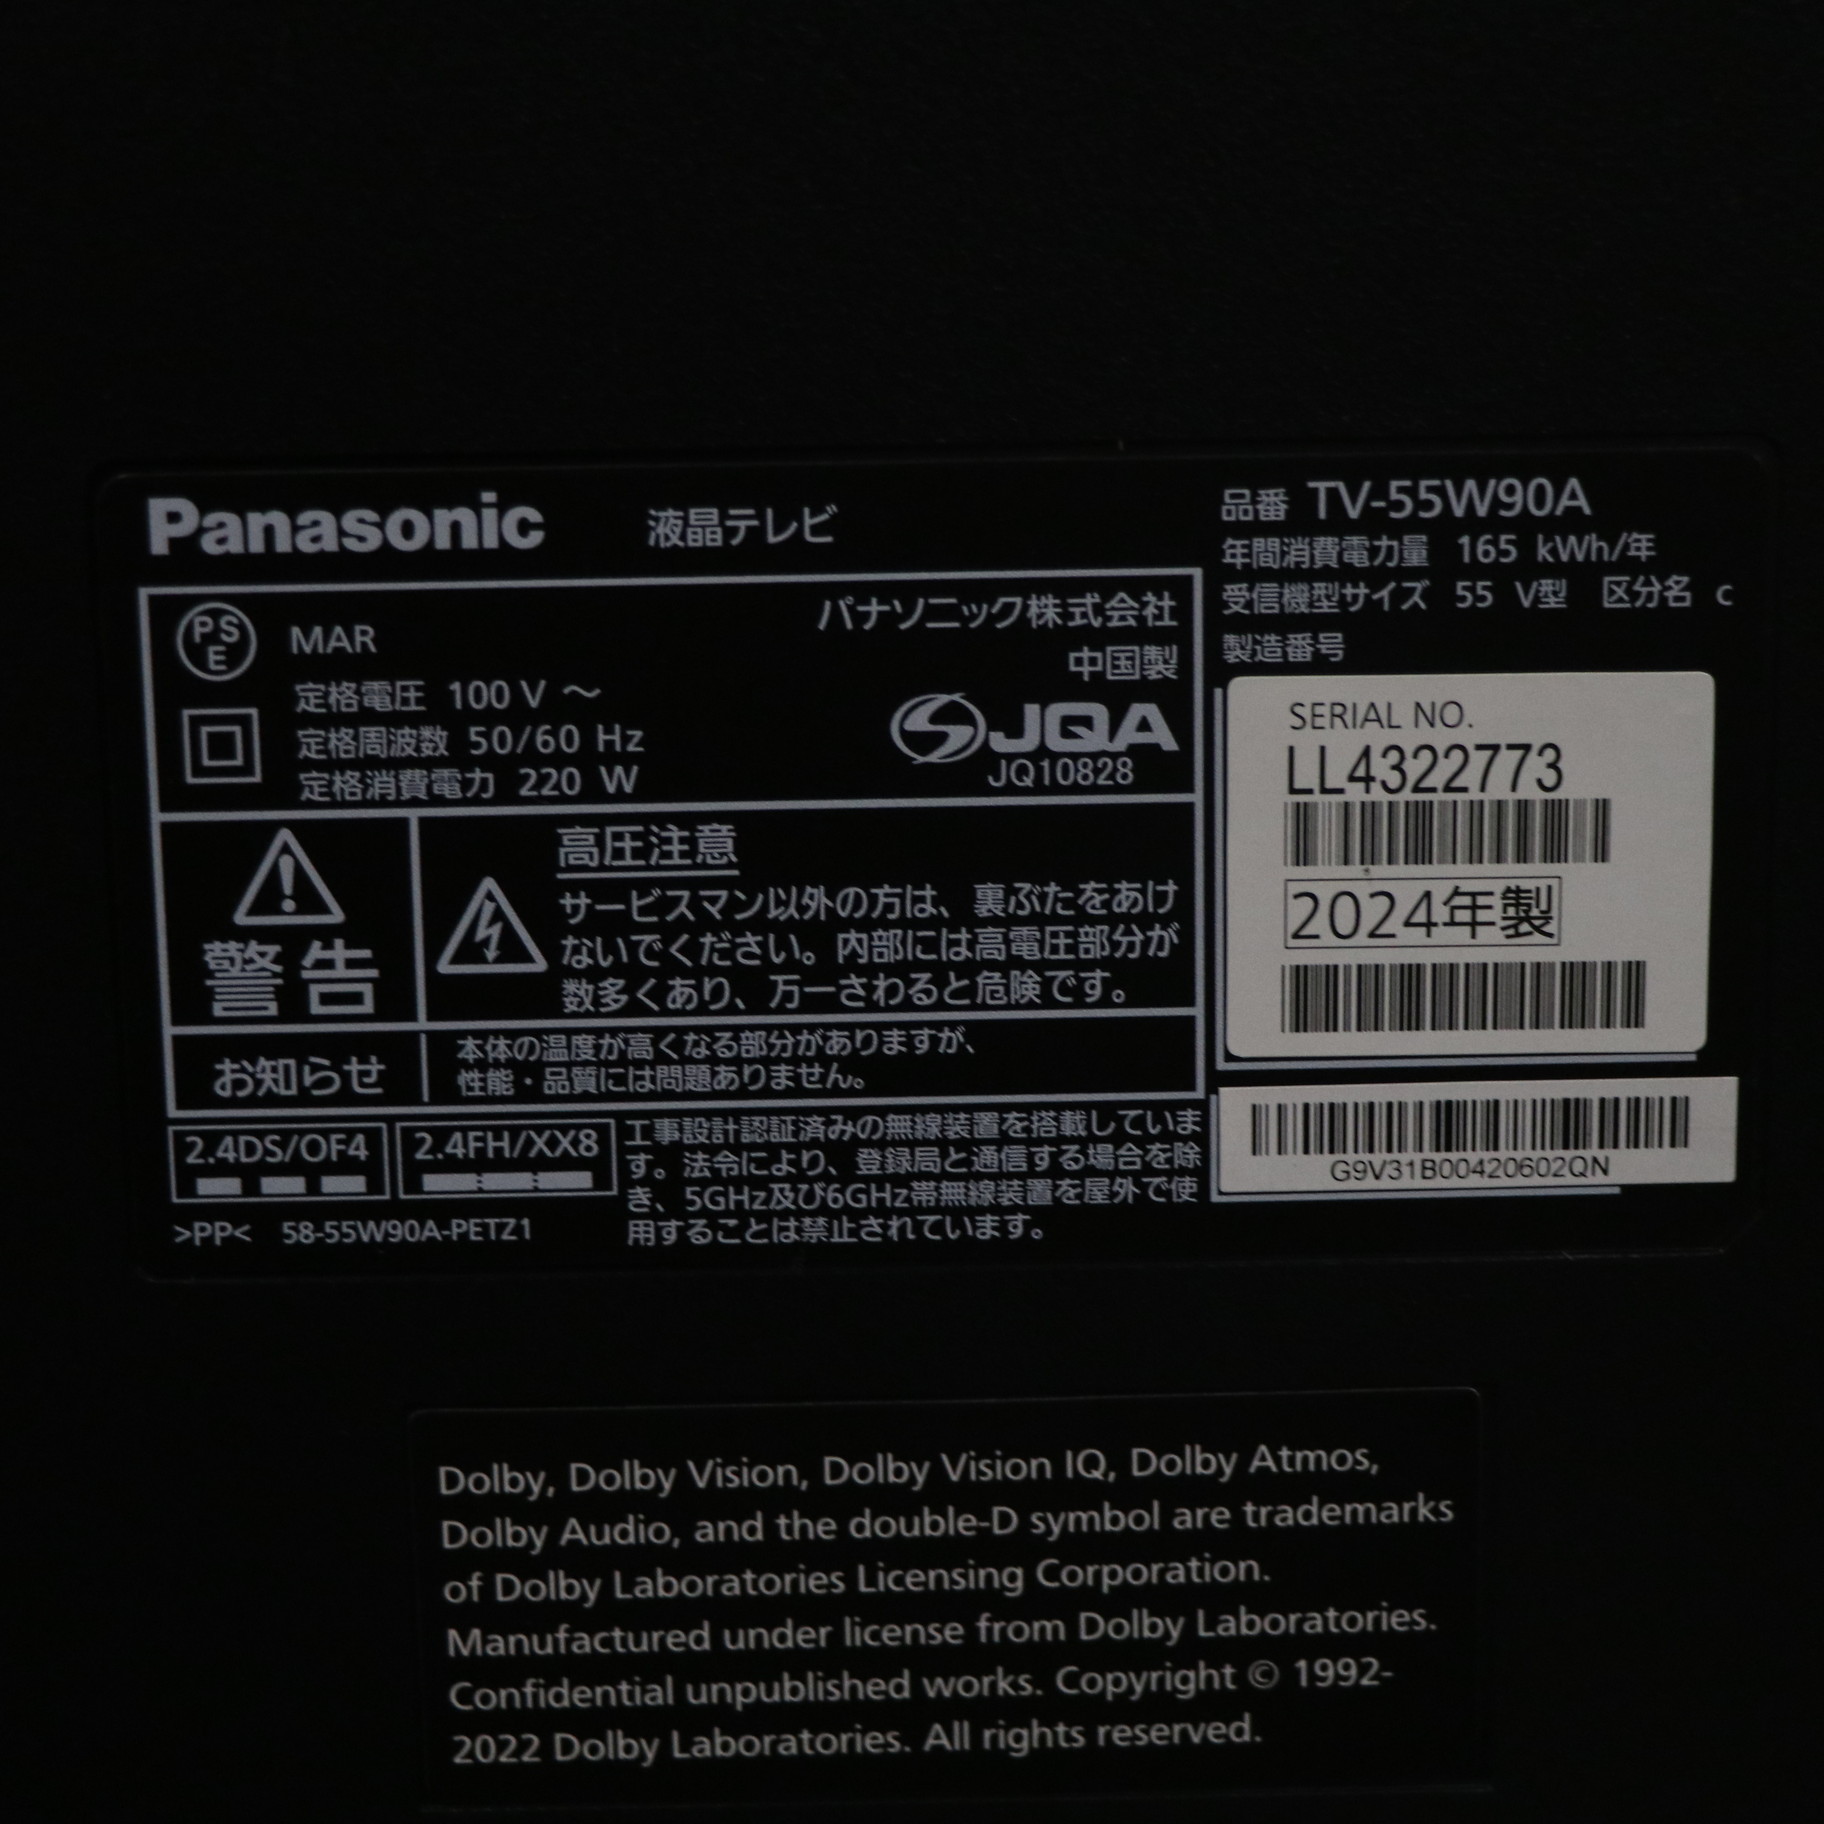 Panasonic 液晶テレビ
品番 TV-55W90A
年間消費電力量 165 kWh/年
受信機型サイズ 55 V型 区分名 c
製造番号
PSE MAR
定格電圧 100 V ～
定格周波数 50/60 Hz
定格消費電力 220 W
パナソニック株式会社
中国製
JQA
JQ10828
SERIAL NO.
LL4322773
2024年製
警告
高圧注意
サービスマン以外の方は、裏ぶたをあけ
ないでください。内部には高電圧部分が
数多くあり、万一さわると危険です。
お知らせ
本体の温度が高くなる部分がありますが、
性能・品質には問題ありません。
2.4DS/OF4
2.4FH/XX8
工事設計認証済みの無線装置を搭載していま
す。法令により、登録局と通信する場合を除
き、5GHz及び6GHz帯無線装置を屋外で使
用することは禁止されています。
>PP< 58-55W90A-PETZ1
G9V31B00420602QN
Dolby, Dolby Vision, Dolby Vision IQ, Dolby Atmos,
Dolby Audio, and the double-D symbol are trademarks
of Dolby Laboratories Licensing Corporation.
Manufactured under license from Dolby Laboratories.
Confidential unpublished works. Copyright © 1992-
2022 Dolby Laboratories. All rights reserved.